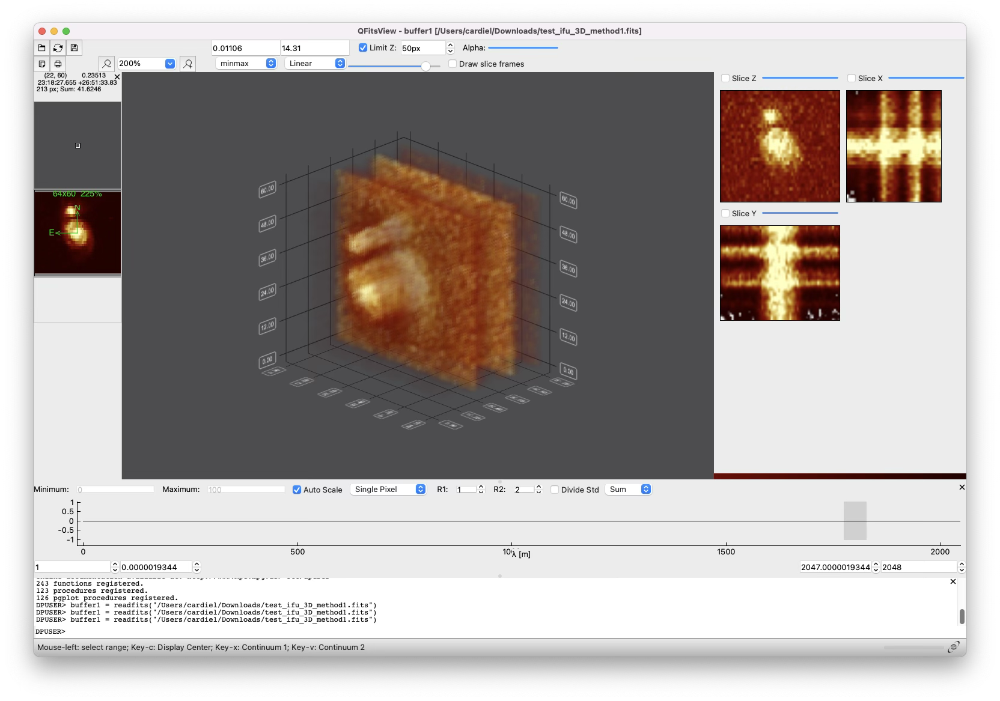 QFitsView - buffer1 [/Users/cardiel/Downloads/test_ifu_3D_method1.fits]
0.01106 14.31 Limit Z: 50px Alpha:
200% minmax Linear Draw slice frames
(22, 60) 0.23513
23:18:27.655 +26:51:33.83
213 px; Sum: 41.6246
64x60 225%
N
E
60.00
48.00
36.00
24.00
12.00
0.00
60.00
48.00
36.00
24.00
12.00
0.00
Slice Z Slice X
Slice Y
Minimum: 0 Maximum: 100 Auto Scale Single Pixel R1: 1 R2: 2 Divide Std Sum
1
0.5
0
-0.5
-1
0 500 1500 2000
λ [m]
1 0.0000019344 2047.0000019344 2048
243 functions registered.
123 procedures registered.
126 pgplot procedures registered.
DPUSER> buffer1 = readfits("/Users/cardiel/Downloads/test_ifu_3D_method1.fits")
DPUSER> buffer1 = readfits("/Users/cardiel/Downloads/test_ifu_3D_method1.fits")
DPUSER> buffer1 = readfits("/Users/cardiel/Downloads/test_ifu_3D_method1.fits")
DPUSER>
Mouse-left: select range; Key-c: Display Center; Key-x: Continuum 1; Key-v: Continuum 2